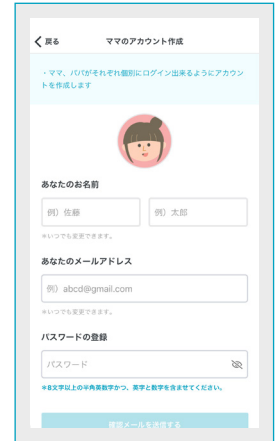 戻る ママのアカウント作成
・ママ、パパがそれぞれ個別にログイン出来るようにアカウン
トを作成します
あなたのお名前
例）佐藤 例）太郎
＊いつでも変更できます。
あなたのメールアドレス
例）abcd@gmail.com
＊いつでも変更できます。
パスワードの登録
パスワード
＊8文字以上の半角英数字かつ、英字と数字を含ませてください。
確認メールを送信する